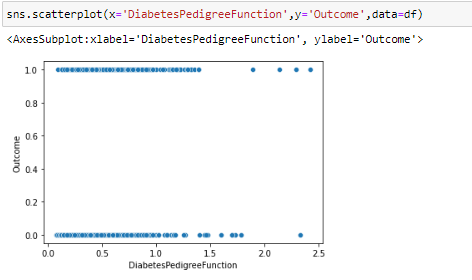 sns.scatterplot(x='DiabetesPedigreeFunction',y='Outcome',data=df)
<AxesSubplot:xlabel='DiabetesPedigreeFunction', ylabel='Outcome'>
1.0
0.8
0.6
0.4
0.2
0.0
Outcome
0.0 0.5 1.0 1.5 2.0 2.5
DiabetesPedigreeFunction